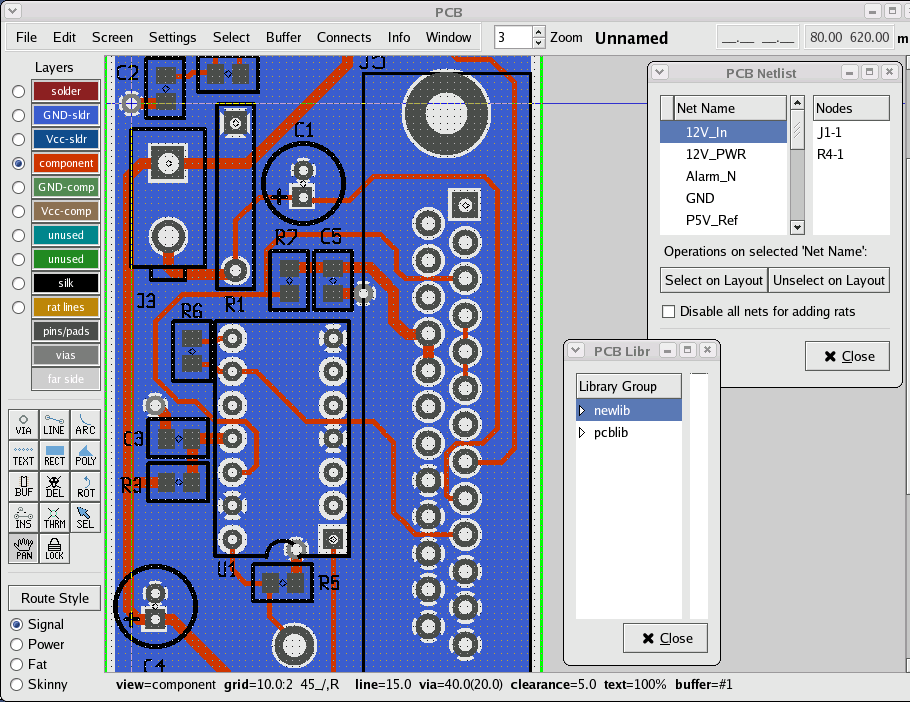 PCB
File Edit Screen Settings Select Buffer Connects Info Window 3 Zoom Unnamed __.__ __.__ 80.00 620.00 m
Layers
solder
GND-sldr
Vcc-sldr
component
GND-comp
Vcc-comp
unused
unused
silk
rat lines
pins/pads
vias
far side
VIA LINE ARC
TEXT RECT POLY
BUF DEL ROT
INS THRM SEL
PAN LOCK
Route Style
Signal
Power
Fat
Skinny
C2
J5
C1
+
R7 C5
J3
R1
R6
C3
R3
U1
R5
+
C4
PCB Netlist
Net Name Nodes
12V_In J1-1
12V_PWR R4-1
Alarm_N
GND
P5V_Ref
Operations on selected 'Net Name':
Select on Layout Unselect on Layout
Disable all nets for adding rats
Close
PCB Libr
Library Group
newlib
pcblib
Close
view=component grid=10.0:2 45_/,R line=15.0 via=40.0(20.0) clearance=5.0 text=100% buffer=#1